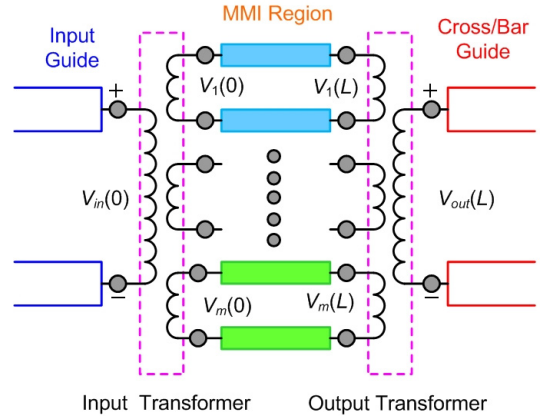 MMI Region
Input
Guide
Cross/Bar
Guide
+
V1(0)
V1(L)
+
Vin(0)
Vout(L)
−
Vm(0)
Vm(L)
−
Input Transformer
Output Transformer